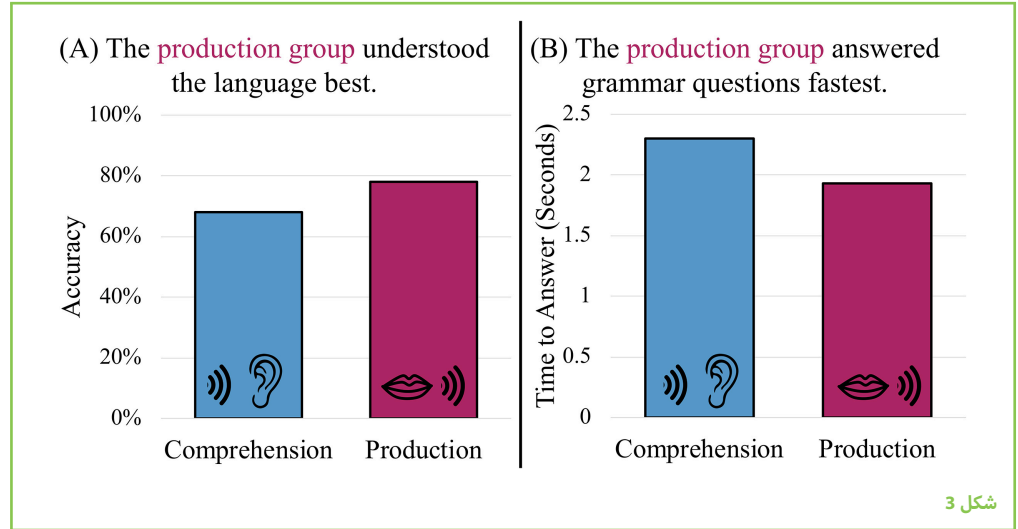 (A) The production group understood
the language best.
100%
80%
60%
40%
20%
0%
Accuracy
Comprehension
Production
(B) The production group answered
grammar questions fastest.
2.5
2
1.5
1
0.5
0
Time to Answer (Seconds)
Comprehension
Production
شكل 3